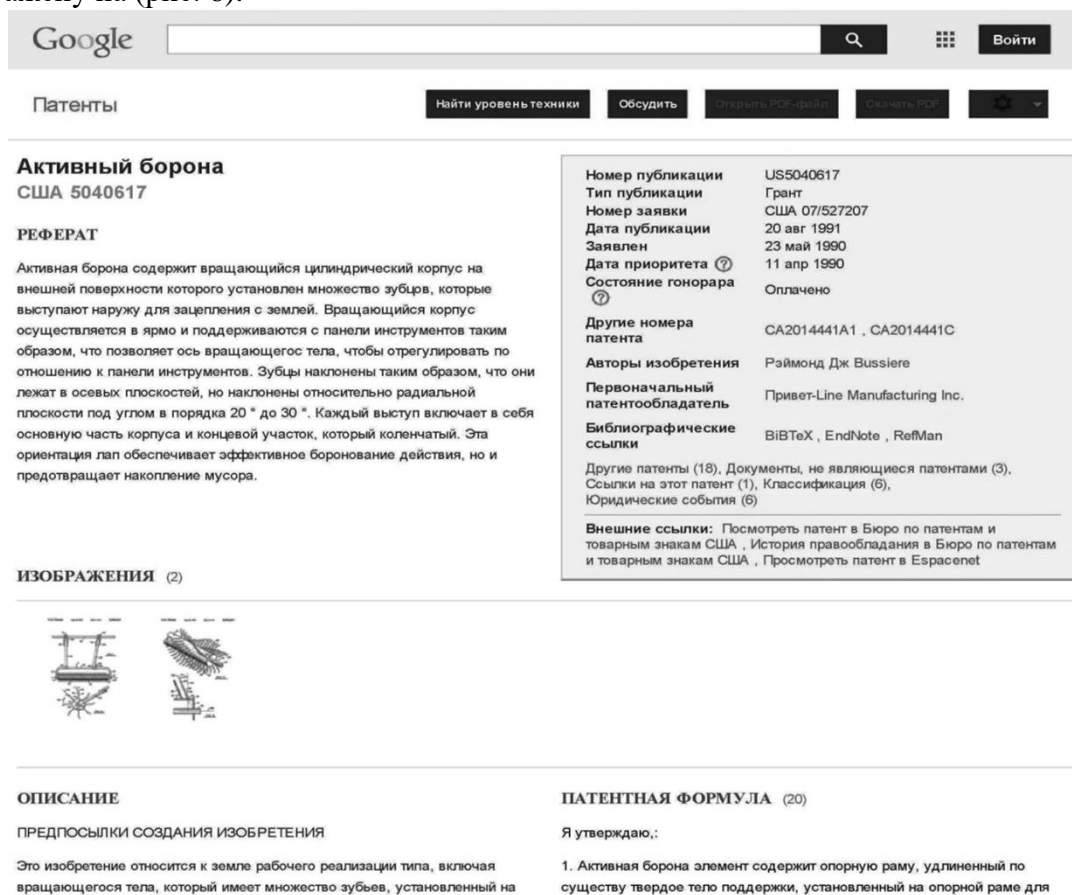 Google
Войти
Патенты
Найти уровень техники
Обсудить
Открыть PDF-файл
Скачать PDF
Активный борона
США 5040617
РЕФЕРАТ
Активная борона содержит вращающийся цилиндрический корпус на
внешней поверхности которого установлен множество зубцов, которые
выступают наружу для зацепления с землей. Вращающийся корпус
осуществляется в ярмо и поддерживаются с панели инструментов таким
образом, что позволяет ось вращающегос тела, чтобы отрегулировать по
отношению к панели инструментов. Зубцы наклонены таким образом, что они
лежат в осевых плоскостей, но наклонены относительно радиальной
плоскости под углом в порядка 20 ° до 30 °. Каждый выступ включает в себя
основную часть корпуса и концевой участок, который коленчатый. Эта
ориентация лап обеспечивает эффективное боронование действия, но и
предотвращает накопление мусора.
Номер публикации US5040617
Тип публикации Грант
Номер заявки США 07/527207
Дата публикации 20 авг 1991
Заявлен 23 май 1990
Дата приоритета ? 11 апр 1990
Состояние гонорара ? Оплачено
Другие номера
патента CA2014441A1 , CA2014441C
Авторы изобретения Рэймонд Дж Bussiere
Первоначальный
патентообладатель Привет-Line Manufacturing Inc.
Библиографические
ссылки BiBTeX , EndNote , RefMan
Другие патенты (18), Документы, не являющиеся патентами (3),
Ссылки на этот патент (1), Классификация (6),
Юридические события (6)
Внешние ссылки: Посмотреть патент в Бюро по патентам и
товарным знакам США , История правообладания в Бюро по патентам
и товарным знакам США , Просмотреть патент в Espacenet
ИЗОБРАЖЕНИЯ (2)
ОПИСАНИЕ
ПРЕДПОСЫЛКИ СОЗДАНИЯ ИЗОБРЕТЕНИЯ
Это изобретение относится к земле рабочего реализации типа, включая
вращающегося тела, который имеет множество зубьев, установленный на
ПАТЕНТНАЯ ФОРМУЛА (20)
Я утверждаю,:
1. Активная борона элемент содержит опорную раму, удлиненный по
существу твердое тело поддержки, установленный на опорной раме для